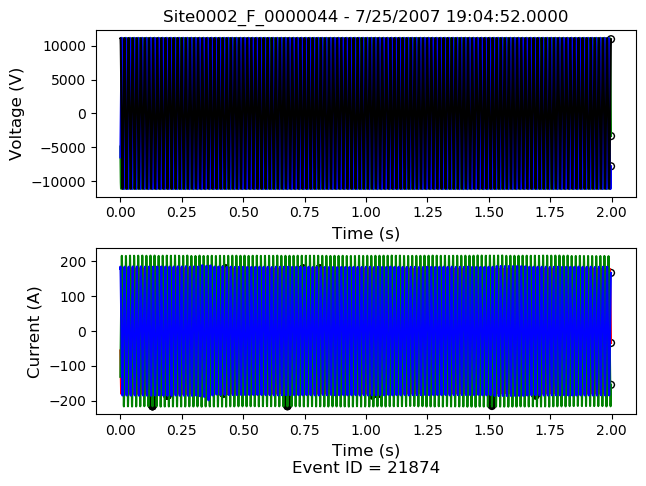 Site0002_F_0000044 - 7/25/2007 19:04:52.0000
10000
5000
0
−5000
−10000
Voltage (V)
0.00 0.25 0.50 0.75 1.00 1.25 1.50 1.75 2.00
Time (s)
200
100
0
−100
−200
Current (A)
0.00 0.25 0.50 0.75 1.00 1.25 1.50 1.75 2.00
Time (s)
Event ID = 21874